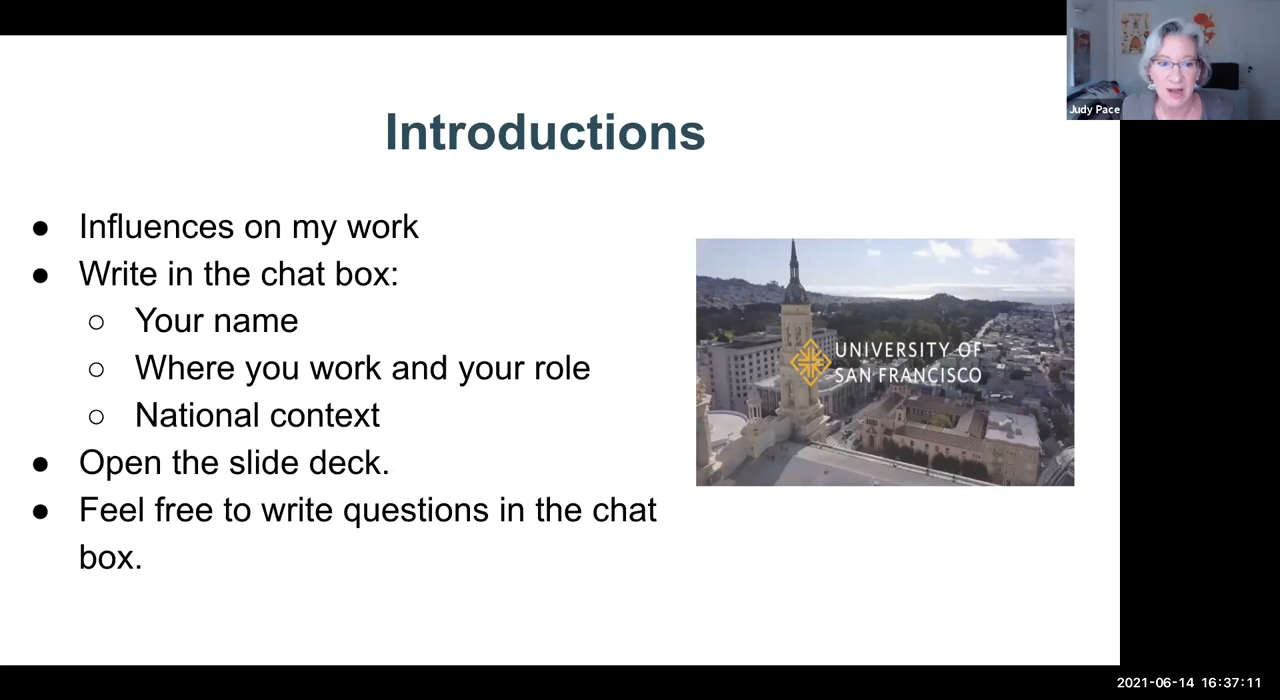 Judy Pace
Introductions
● Influences on my work
● Write in the chat box:
○ Your name
○ Where you work and your role
○ National context
● Open the slide deck.
● Feel free to write questions in the chat
box.
UNIVERSITY OF
SAN FRANCISCO
2021-06-14 16:37:11